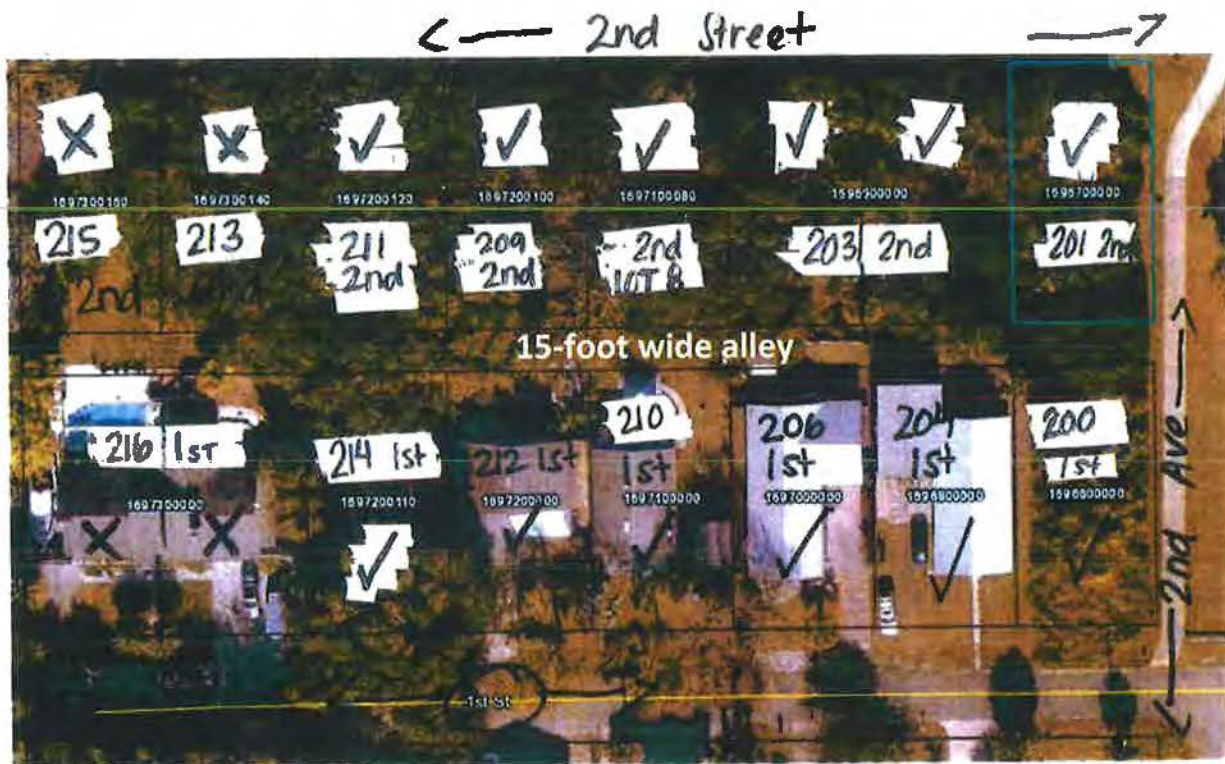 2nd Street
1697300160 1697300140 1697200120 1697200100 1697100080 1696900000 1696700000
215 213 211 209 2nd 203 2nd 201 2nd
2nd 2nd 2nd LOT 8
15-foot wide alley
216 1st 214 1st 212 1st 210 206 204 200
1st 1st 1st 1st
1697300000 1697200110 1697100000 1697000000 1696800000
1st St
2nd Ave